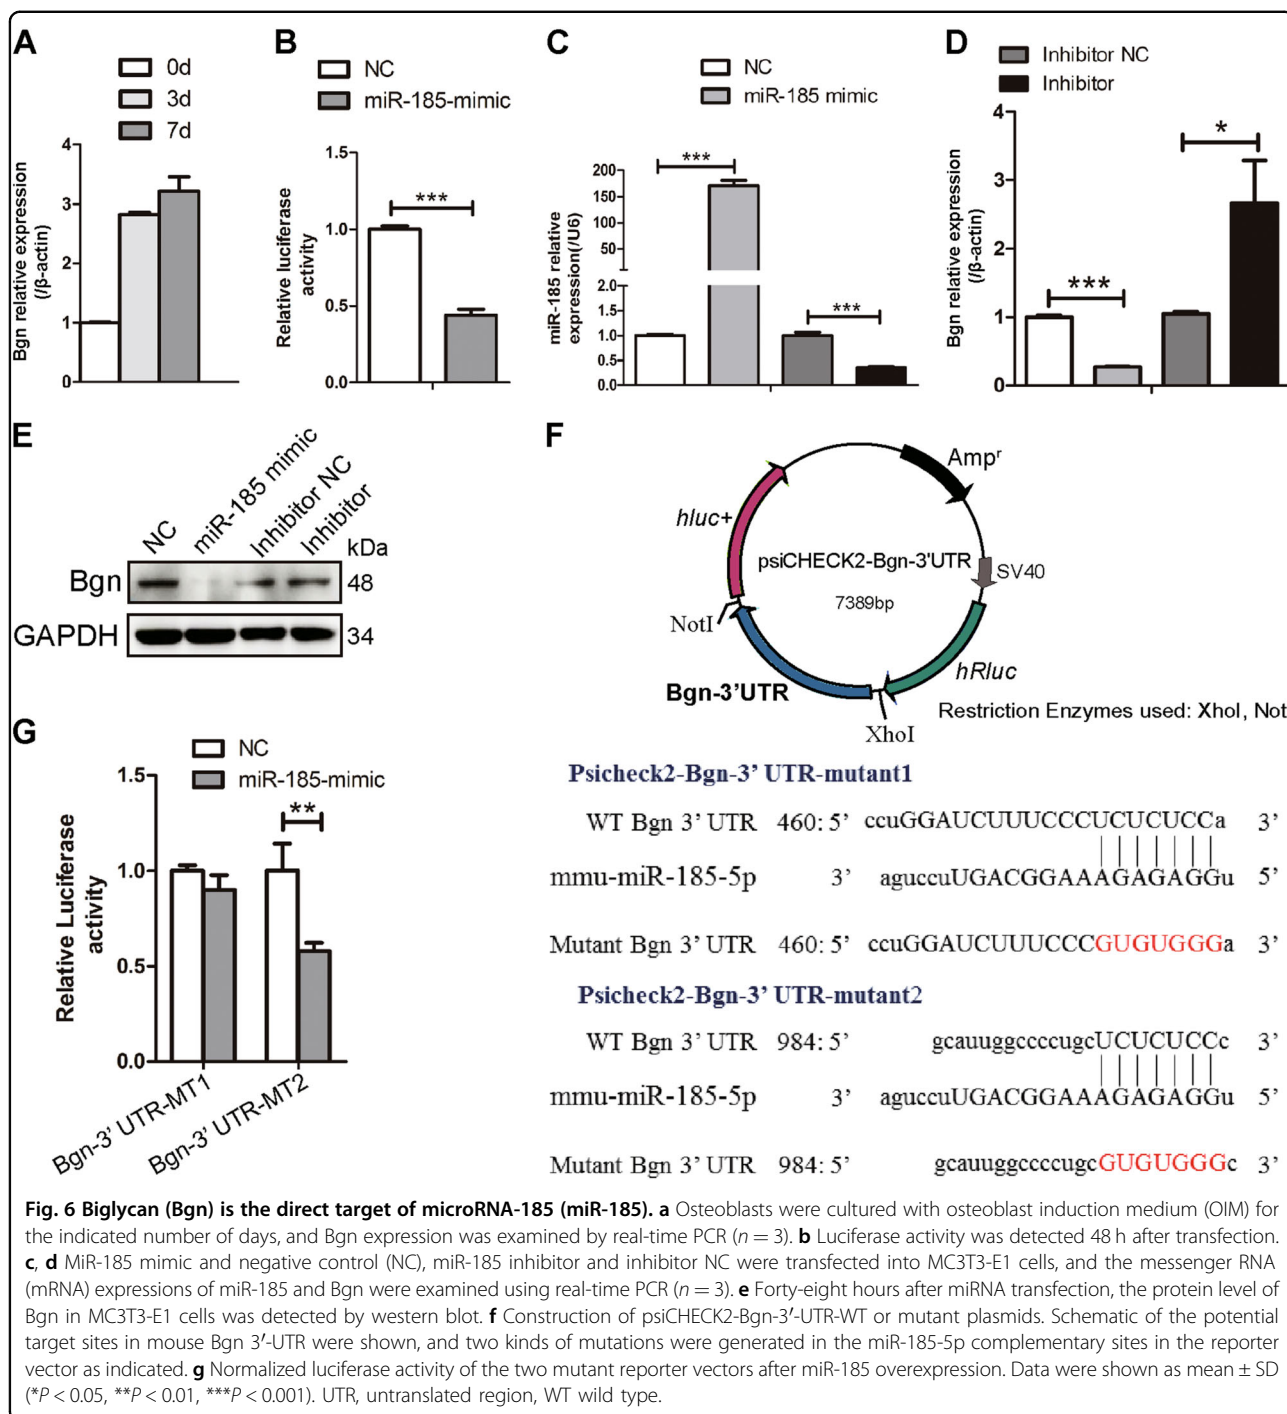 A
0d
3d
7d
Bgn relative expression
(/β-actin)
4
3
2
1
0
B
NC
miR-185-mimic
Relative luciferase
activity
1.5
1.0
0.5
0.0
***
C
NC
miR-185 mimic
miR-185 relative
expression(/U6)
200
150
100
50
2.0
1.5
1.0
0.5
0.0
***
***
D
Inhibitor NC
Inhibitor
Bgn relative expression
(/β-actin)
4
3
2
1
0
***
*
E
NC
miR-185 mimic
Inhibitor NC
Inhibitor
kDa
Bgn
48
GAPDH
34
F
Ampʳ
hluc+
psiCHECK2-Bgn-3'UTR
7389bp
SV40
NotI
hRluc
Bgn-3'UTR
XhoI
Restriction Enzymes used: XhoI, Not
Psicheck2-Bgn-3' UTR-mutant1
WT Bgn 3' UTR 460: 5' ccuGGAUCUUUCCCUCUCUCCa 3'
mmu-miR-185-5p 3' aguccuUGACGGAAAGAGAGGu 5'
Mutant Bgn 3' UTR 460: 5' ccuGGAUCUUUCCCGUGUGGGa 3'
Psicheck2-Bgn-3' UTR-mutant2
WT Bgn 3' UTR 984: 5' gcauuggccccugcUCUCUCCc 3'
mmu-miR-185-5p 3' aguccuUGACGGAAAGAGAGGu 5'
Mutant Bgn 3' UTR 984: 5' gcauuggccccugcGUGUGGGc 3'
G
NC
miR-185-mimic
Relative Luciferase
activity
1.5
1.0
0.5
0.0
**
Bgn-3' UTR-MT1
Bgn-3' UTR-MT2
Fig. 6 Biglycan (Bgn) is the direct target of microRNA-185 (miR-185). a Osteoblasts were cultured with osteoblast induction medium (OIM) for
the indicated number of days, and Bgn expression was examined by real-time PCR (n = 3). b Luciferase activity was detected 48 h after transfection.
c, d MiR-185 mimic and negative control (NC), miR-185 inhibitor and inhibitor NC were transfected into MC3T3-E1 cells, and the messenger RNA
(mRNA) expressions of miR-185 and Bgn were examined using real-time PCR (n = 3). e Forty-eight hours after miRNA transfection, the protein level of
Bgn in MC3T3-E1 cells was detected by western blot. f Construction of psiCHECK2-Bgn-3′-UTR-WT or mutant plasmids. Schematic of the potential
target sites in mouse Bgn 3′-UTR were shown, and two kinds of mutations were generated in the miR-185-5p complementary sites in the reporter
vector as indicated. g Normalized luciferase activity of the two mutant reporter vectors after miR-185 overexpression. Data were shown as mean ± SD
(*P < 0.05, **P < 0.01, ***P < 0.001). UTR, untranslated region, WT wild type.